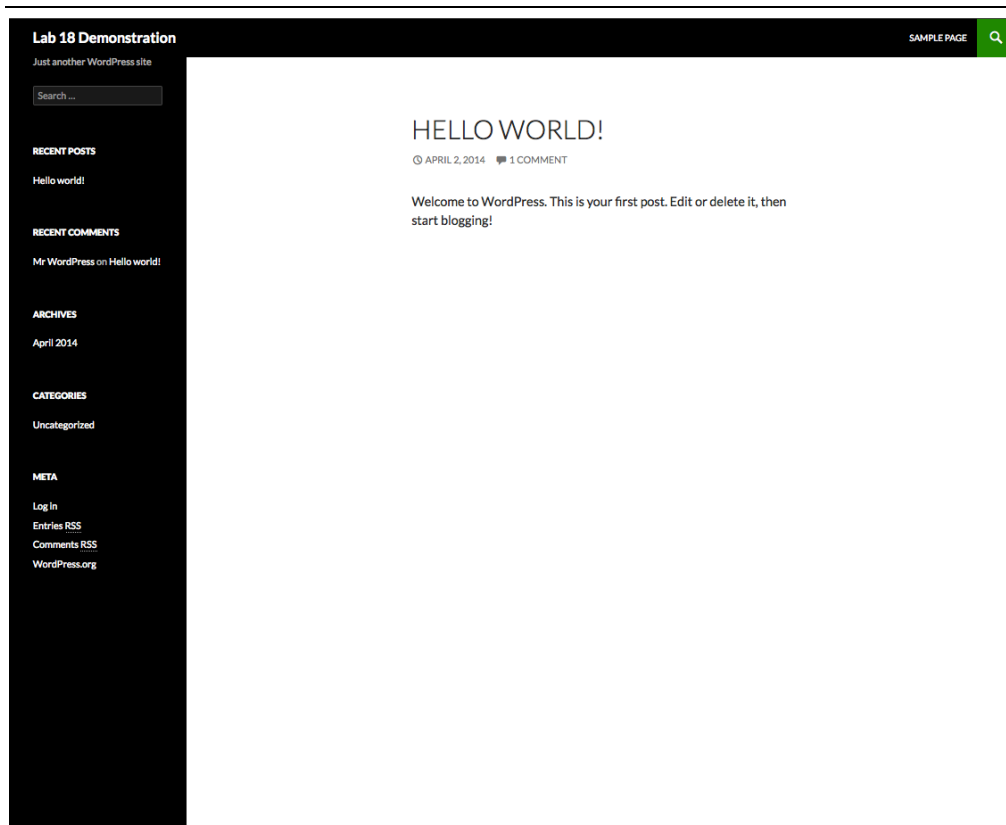 Lab 18 Demonstration
SAMPLE PAGE
Just another WordPress site
Search ...
RECENT POSTS
Hello world!
RECENT COMMENTS
Mr WordPress on Hello world!
ARCHIVES
April 2014
CATEGORIES
Uncategorized
META
Log in
Entries RSS
Comments RSS
WordPress.org
HELLO WORLD!
APRIL 2, 2014 1 COMMENT
Welcome to WordPress. This is your first post. Edit or delete it, then
start blogging!